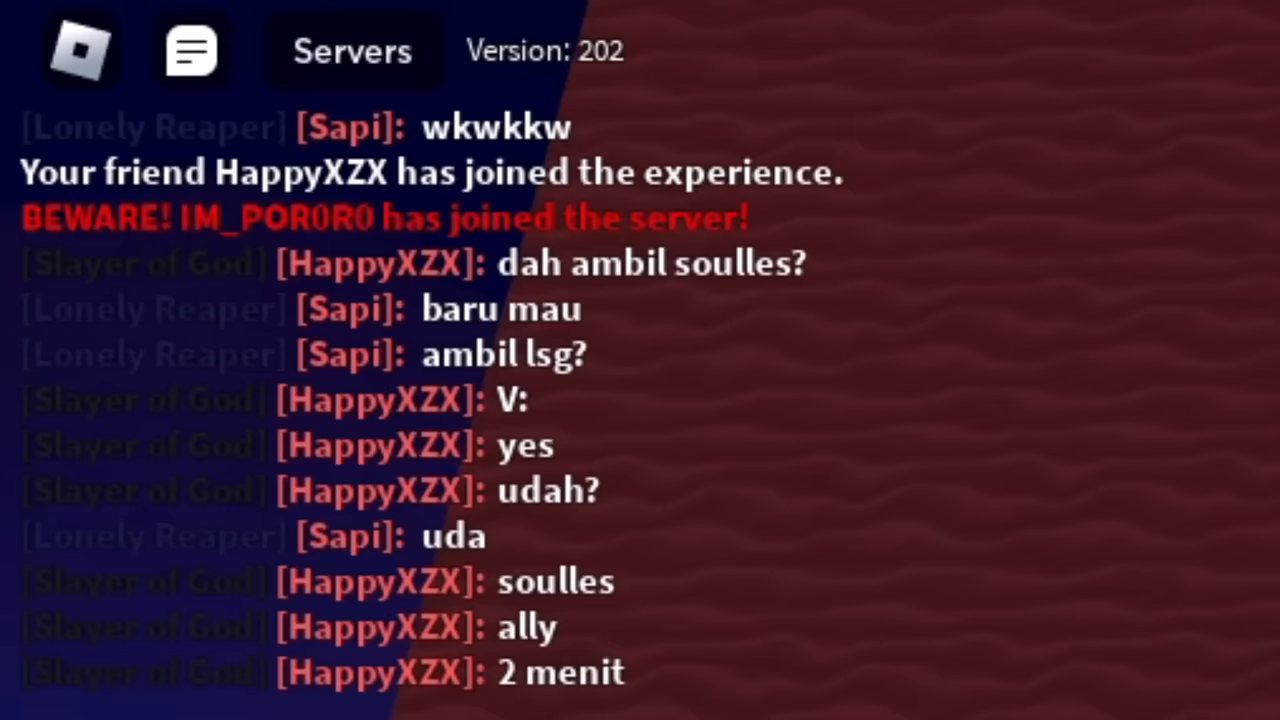 Servers Version: 202
[Lonely Reaper] [Sapi]: wkwkkw
Your friend HappyXZX has joined the experience.
BEWARE! IM_POR0R0 has joined the server!
[Slayer of God] [HappyXZX]: dah ambil soulles?
[Lonely Reaper] [Sapi]: baru mau
[Lonely Reaper] [Sapi]: ambil lsg?
[Slayer of God] [HappyXZX]: V:
[Slayer of God] [HappyXZX]: yes
[Slayer of God] [HappyXZX]: udah?
[Lonely Reaper] [Sapi]: uda
[Slayer of God] [HappyXZX]: soulles
[Slayer of God] [HappyXZX]: ally
[Slayer of God] [HappyXZX]: 2 menit